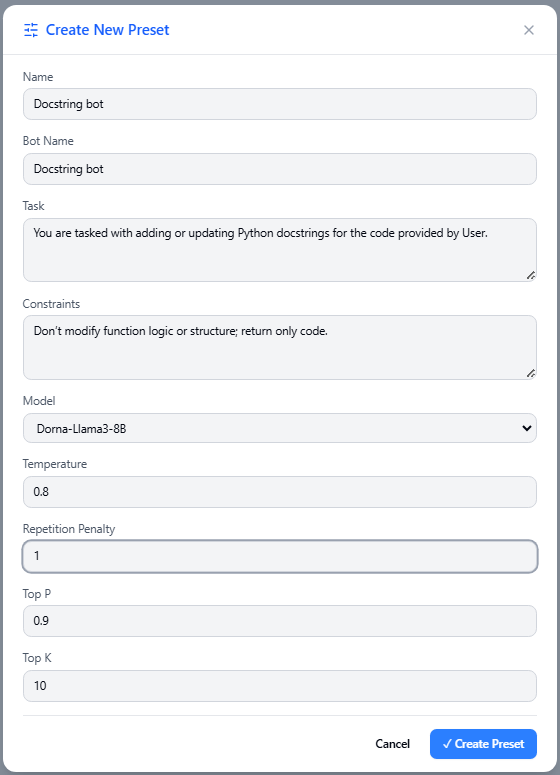 Create New Preset
Name
Docstring bot
Bot Name
Docstring bot
Task
You are tasked with adding or updating Python docstrings for the code provided by User.
Constraints
Don't modify function logic or structure; return only code.
Model
Dorna-Llama3-8B
Temperature
0.8
Repetition Penalty
1
Top P
0.9
Top K
10
Cancel
✓ Create Preset